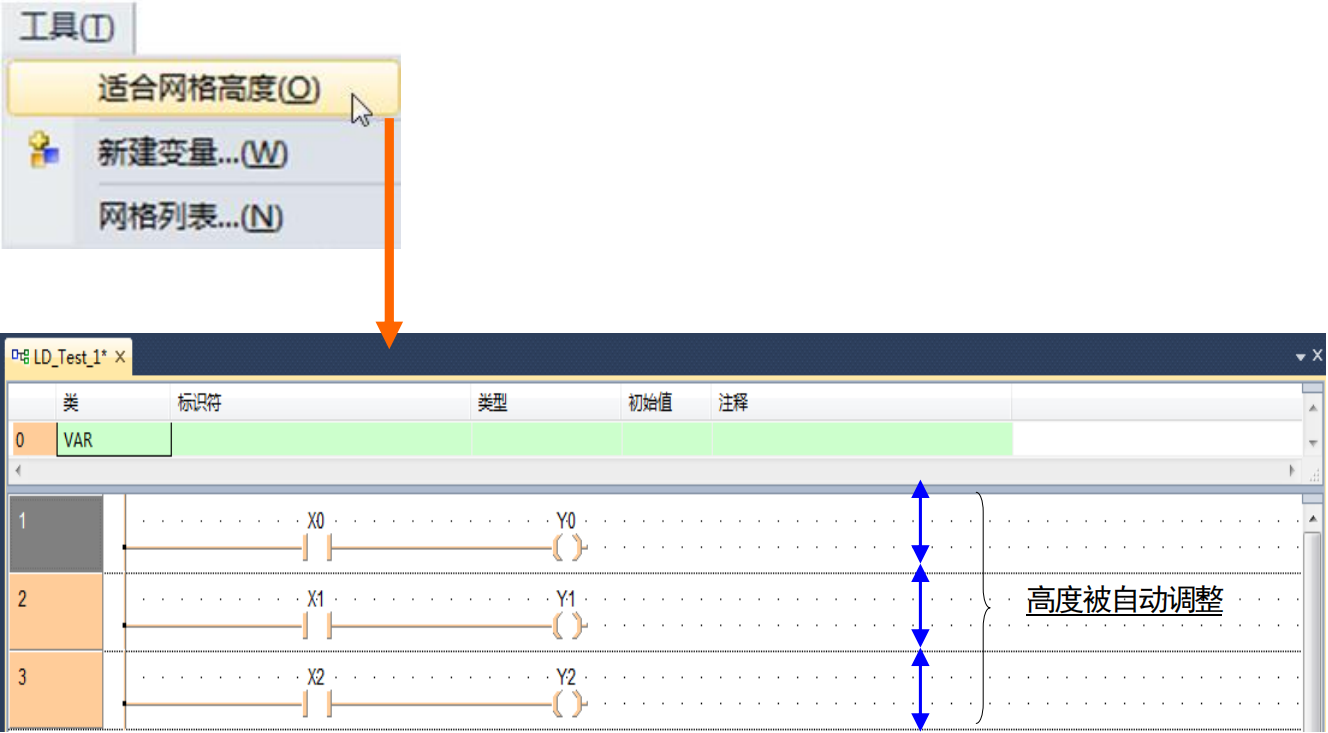 工具(T)
适合网格高度(O)
新建变量...(W)
网格列表...(N)
LD_Test_1* X
类 标识符 类型 初始值 注释
0 VAR
1 X0 Y0
2 X1 Y1
高度被自动调整
3 X2 Y2